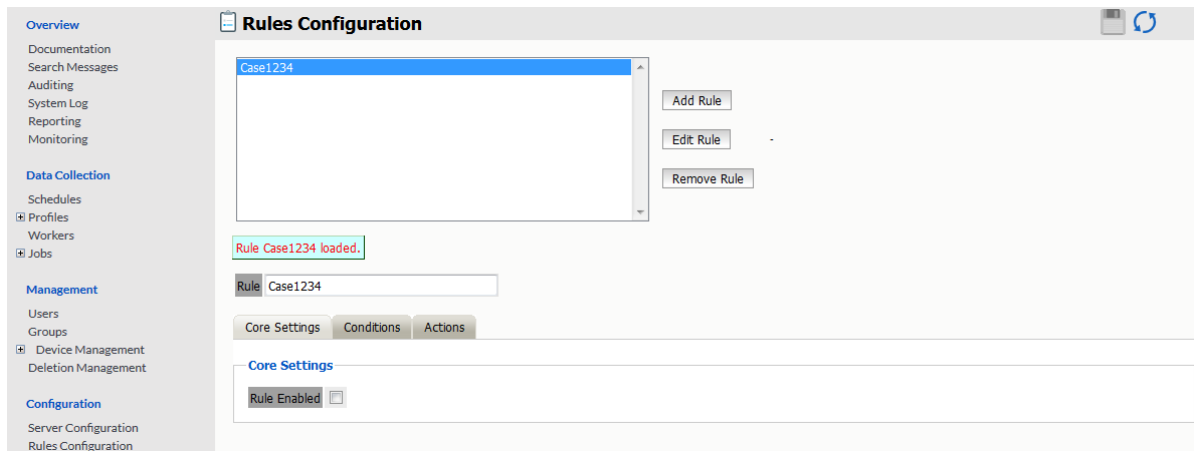 Overview
Documentation
Search Messages
Auditing
System Log
Reporting
Monitoring
Data Collection
Schedules
Profiles
Workers
Jobs
Management
Users
Groups
Device Management
Deletion Management
Configuration
Server Configuration
Rules Configuration
Rules Configuration
Case1234
Add Rule
Edit Rule -
Remove Rule
Rule Case1234 loaded.
Rule Case1234
Core Settings Conditions Actions
Core Settings
Rule Enabled